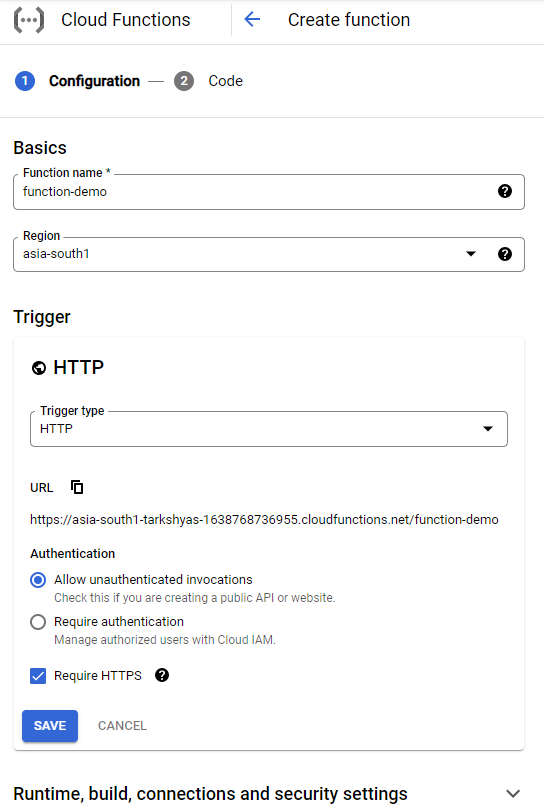 Cloud Functions
Create function
1 Configuration — 2 Code
Basics
Function name *
function-demo
Region
asia-south1
Trigger
HTTP
Trigger type
HTTP
URL
https://asia-south1-tarkshyas-1638768736955.cloudfunctions.net/function-demo
Authentication
Allow unauthenticated invocations
Check this if you are creating a public API or website.
Require authentication
Manage authorized users with Cloud IAM.
Require HTTPS
SAVE CANCEL
Runtime, build, connections and security settings